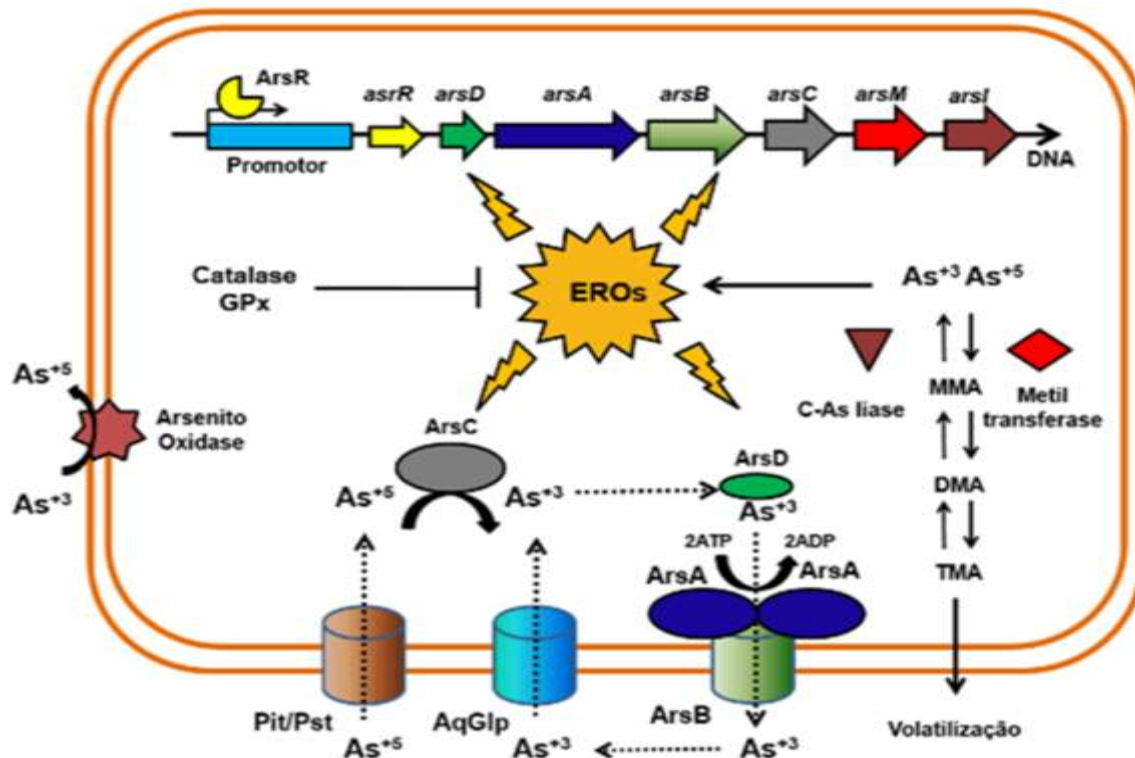 ArsR
asrR arsD arsA arsB arsC arsM arsI
Promotor
DNA
Catalase
GPx
EROs
As+3 As+5
As+5
Arsenito
Oxidase
As+3
C-As liase
MMA
Metil
transferase
ArsC
As+5
As+3
ArsD
As+3
DMA
2ATP
2ADP
ArsA
ArsA
TMA
Pit/Pst
AqGlp
ArsB
Volatilização
As+5
As+3
As+3